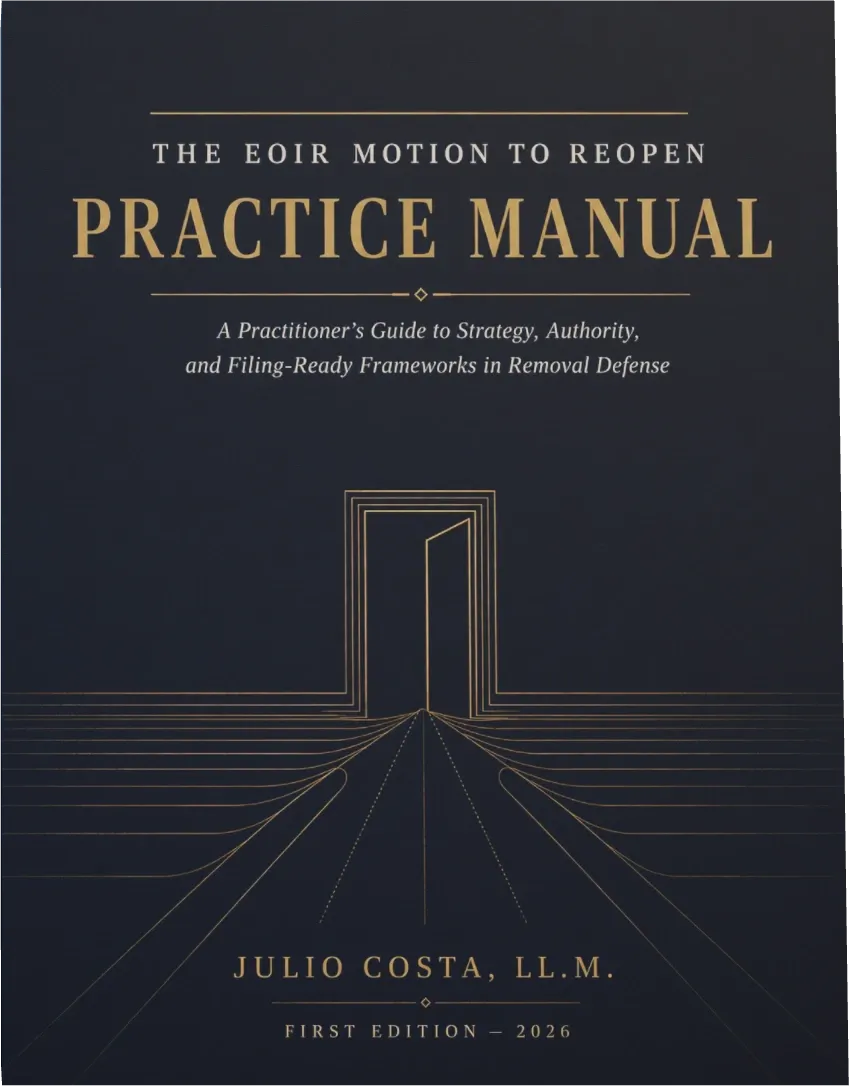 THE EOIR MOTION TO REOPEN
PRACTICE MANUAL
A Practitioner’s Guide to Strategy, Authority,
and Filing-Ready Frameworks in Removal Defense
JULIO COSTA, LL.M.
FIRST EDITION — 2026